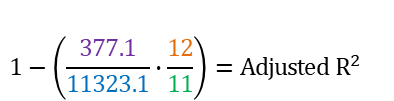 1 − (377.1/11323.1 · 12/11) = Adjusted R²